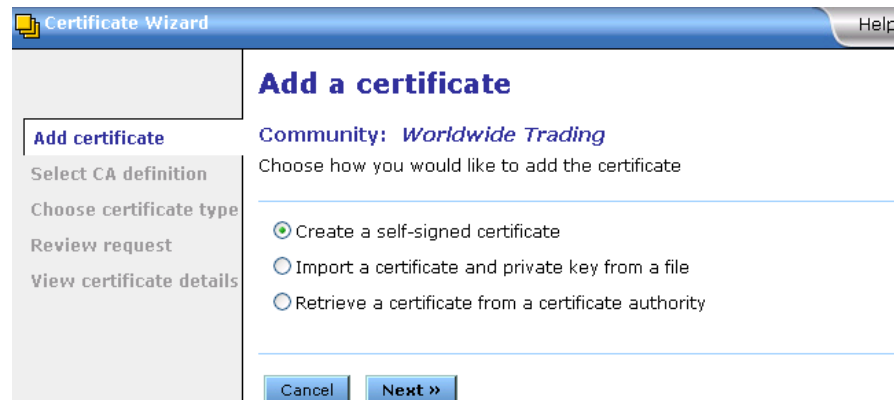 Certificate Wizard
Help
Add certificate
Select CA definition
Choose certificate type
Review request
View certificate details
Add a certificate
Community: Worldwide Trading
Choose how you would like to add the certificate
Create a self-signed certificate
Import a certificate and private key from a file
Retrieve a certificate from a certificate authority
Cancel
Next »